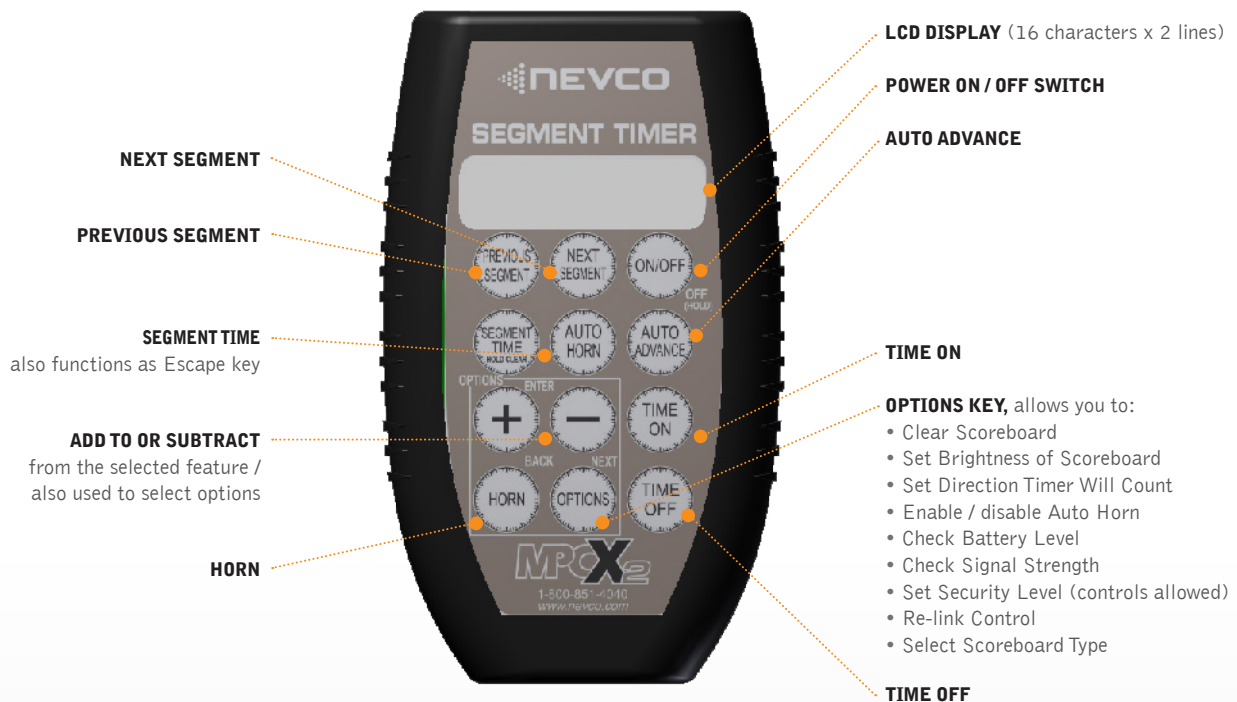 LCD DISPLAY (16 characters x 2 lines)
POWER ON / OFF SWITCH
AUTO ADVANCE
NEXT SEGMENT
PREVIOUS SEGMENT
SEGMENT TIME
also functions as Escape key
ADD TO OR SUBTRACT
from the selected feature /
also used to select options
HORN
NEVCO
SEGMENT TIMER
PREVIOUS
SEGMENT
NEXT
SEGMENT
ON/OFF
OFF
(HOLD)
SEGMENT
TIME
HOLD CLEAR
AUTO
HORN
AUTO
ADVANCE
OPTIONS
ENTER
+
−
TIME
ON
BACK
NEXT
HORN
OPTIONS
TIME
OFF
MPCX2
1-800-851-4040
www.nevco.com
TIME ON
OPTIONS KEY, allows you to:
• Clear Scoreboard
• Set Brightness of Scoreboard
• Set Direction Timer Will Count
• Enable / disable Auto Horn
• Check Battery Level
• Check Signal Strength
• Set Security Level (controls allowed)
• Re-link Control
• Select Scoreboard Type
TIME OFF